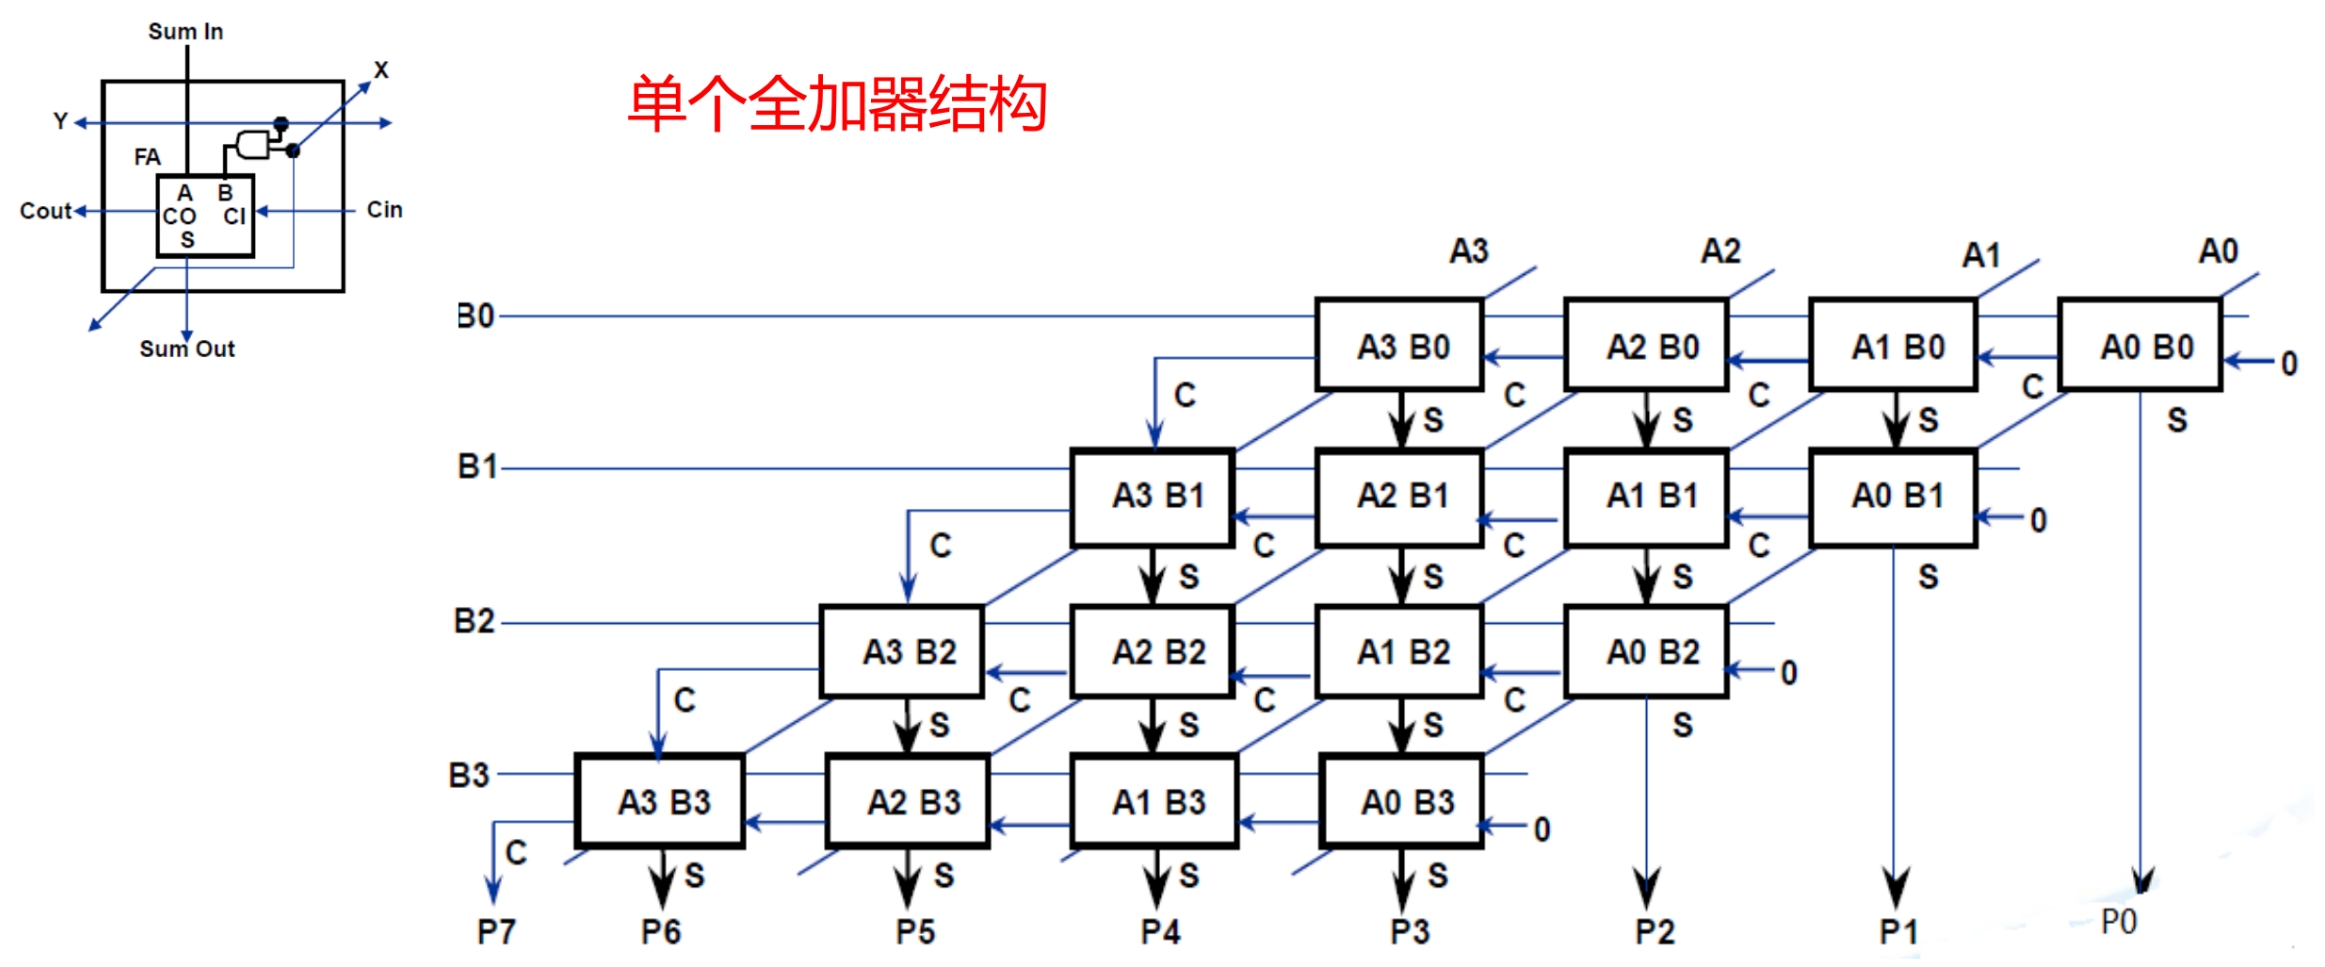 Sum In
X
Y
FA
A B
Cout CO CI Cin
S
Sum Out
单个全加器结构
A3 A2 A1 A0
B0 A3 B0 A2 B0 A1 B0 A0 B0 0
C C C C
S S S S
B1 A3 B1 A2 B1 A1 B1 A0 B1 0
C C C C
S S S S
B2 A3 B2 A2 B2 A1 B2 A0 B2 0
C C C C
S S S S
B3 A3 B3 A2 B3 A1 B3 A0 B3 0
C S S S S
P7 P6 P5 P4 P3 P2 P1 P0